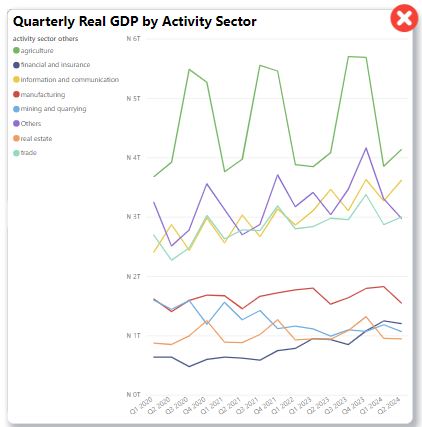 Quarterly Real GDP by Activity Sector
activity sector others
agriculture
financial and insurance
information and communication
manufacturing
mining and quarrying
Others
real estate
trade
₦ 6T
₦ 5T
₦ 4T
₦ 3T
₦ 2T
₦ 1T
₦ 0T
Q1 2020
Q2 2020
Q3 2020
Q4 2020
Q1 2021
Q2 2021
Q3 2021
Q4 2021
Q1 2022
Q2 2022
Q3 2022
Q4 2022
Q1 2023
Q2 2023
Q3 2023
Q4 2023
Q1 2024
Q2 2024